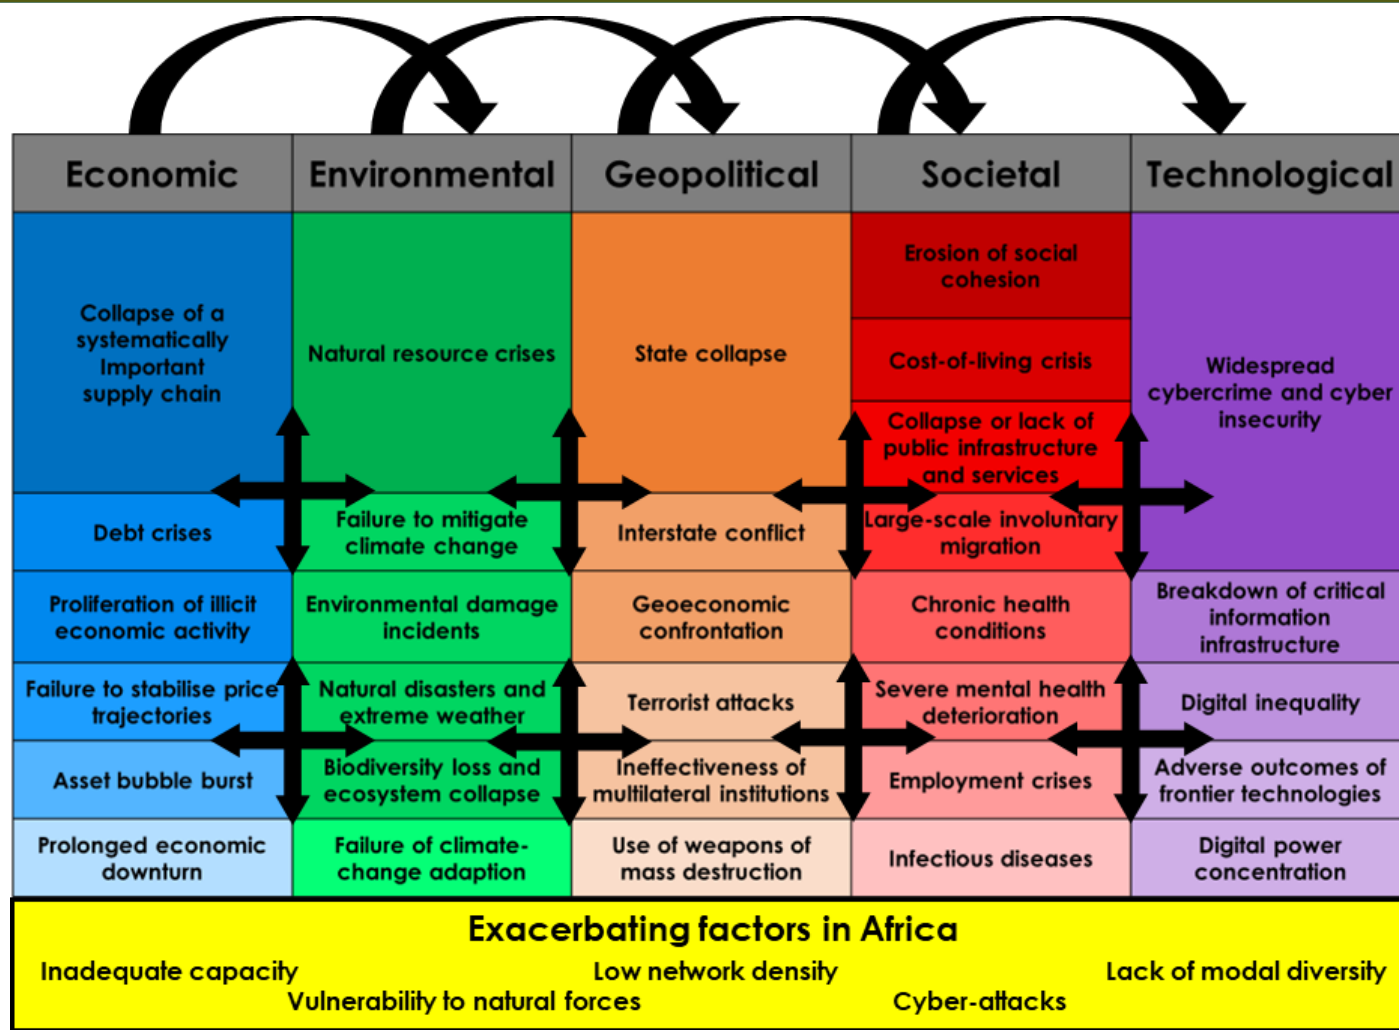 Economic
Environmental
Geopolitical
Societal
Technological
Collapse of a
systematically
Important
supply chain
Debt crises
Proliferation of illicit
economic activity
Failure to stabilise price
trajectories
Asset bubble burst
Prolonged economic
downturn
Natural resource crises
Failure to mitigate
climate change
Environmental damage
incidents
Natural disasters and
extreme weather
Biodiversity loss and
ecosystem collapse
Failure of climate-
change adaption
State collapse
Interstate conflict
Geoeconomic
confrontation
Terrorist attacks
Ineffectiveness of
multilateral institutions
Use of weapons of
mass destruction
Erosion of social
cohesion
Cost-of-living crisis
Collapse or lack of
public infrastructure
and services
Large-scale involuntary
migration
Chronic health
conditions
Severe mental health
deterioration
Employment crises
Infectious diseases
Widespread
cybercrime and cyber
insecurity
Breakdown of critical
information
infrastructure
Digital inequality
Adverse outcomes of
frontier technologies
Digital power
concentration
Exacerbating factors in Africa
Inadequate capacity
Low network density
Lack of modal diversity
Vulnerability to natural forces
Cyber-attacks